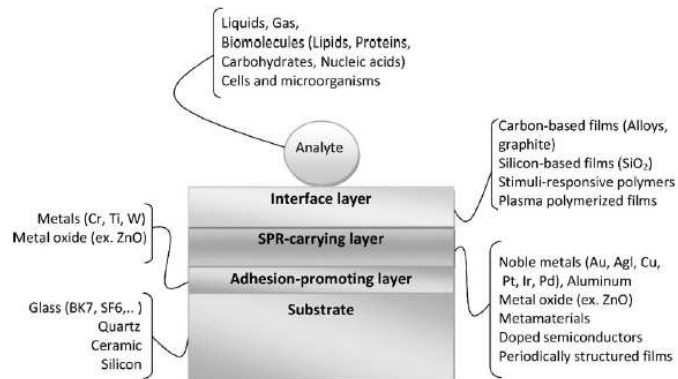 Liquids, Gas,
Biomolecules (Lipids, Proteins,
Carbohydrates, Nucleic acids)
Cells and microorganisms
Analyte
Carbon-based films (Alloys,
graphite)
Silicon-based films (SiO₂)
Stimuli-responsive polymers
Plasma polymerized films
Interface layer
Metals (Cr, Ti, W)
Metal oxide (ex. ZnO)
SPR-carrying layer
Noble metals (Au, Agl, Cu,
Pt, Ir, Pd), Aluminum
Metal oxide (ex. ZnO)
Metamaterials
Doped semiconductors
Periodically structured films
Adhesion-promoting layer
Glass (BK7, SF6,.. )
Quartz
Ceramic
Silicon
Substrate